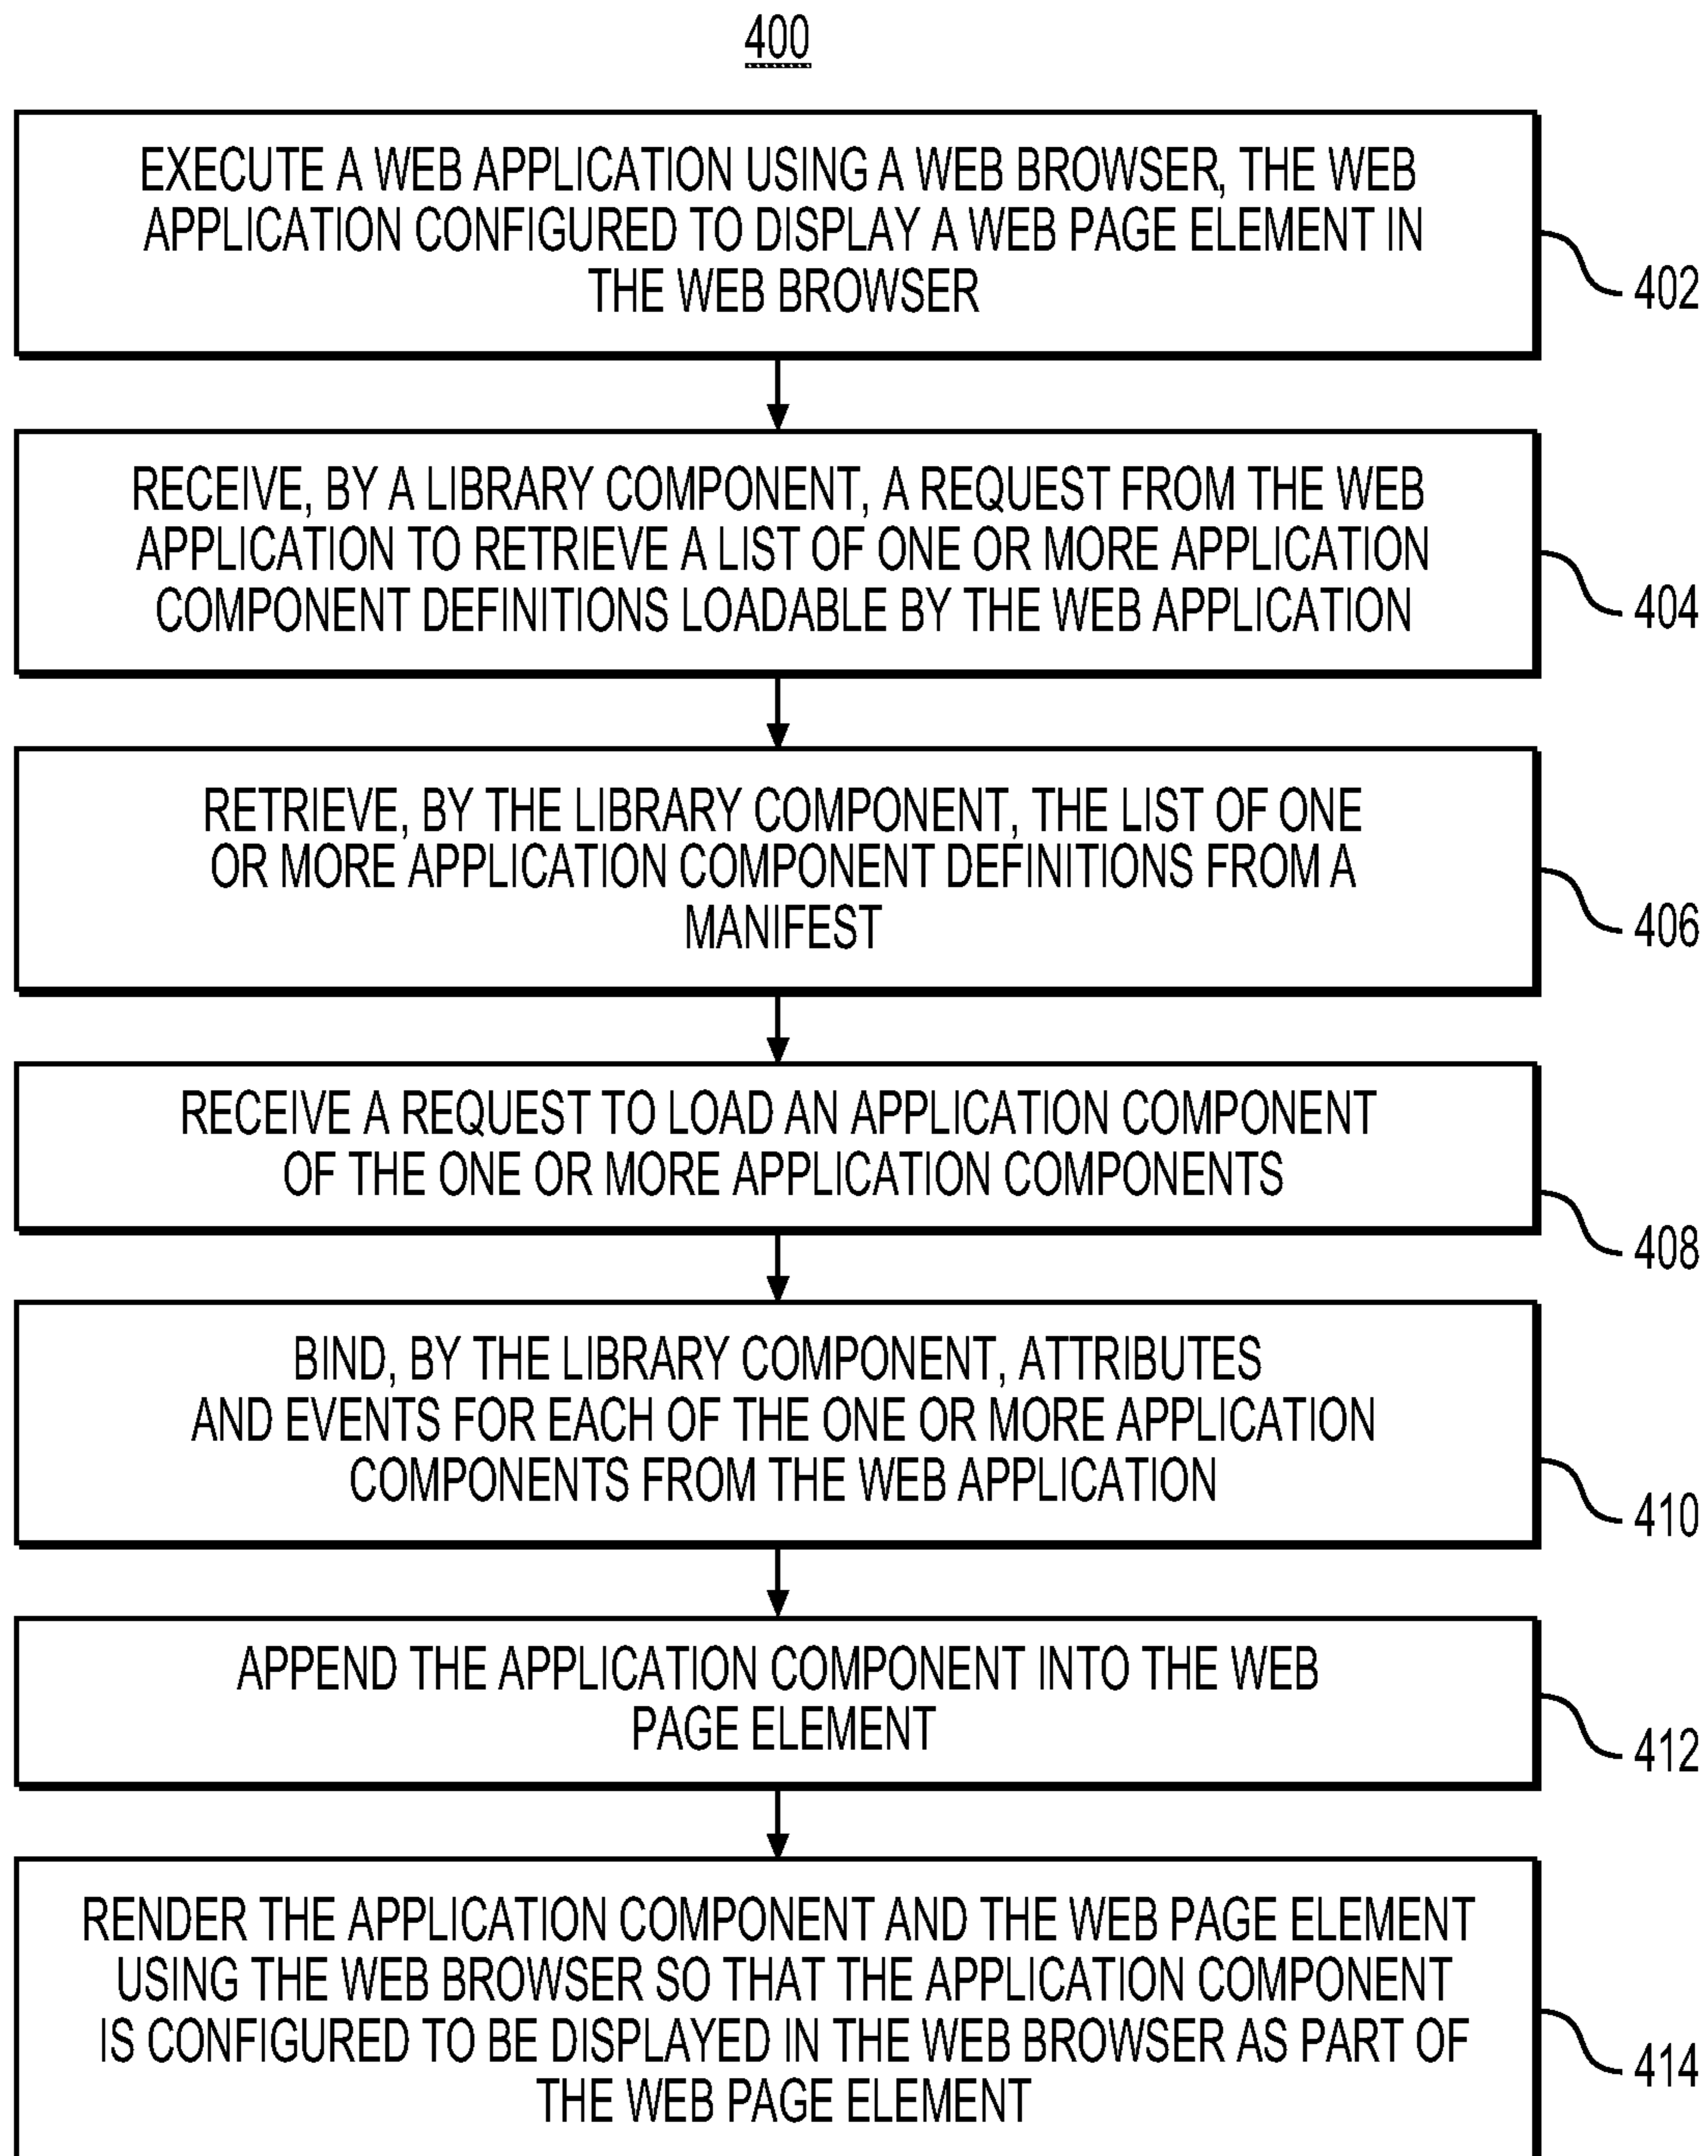 400
EXECUTE A WEB APPLICATION USING A WEB BROWSER, THE WEB
APPLICATION CONFIGURED TO DISPLAY A WEB PAGE ELEMENT IN
THE WEB BROWSER
402
RECEIVE, BY A LIBRARY COMPONENT, A REQUEST FROM THE WEB
APPLICATION TO RETRIEVE A LIST OF ONE OR MORE APPLICATION
COMPONENT DEFINITIONS LOADABLE BY THE WEB APPLICATION
404
RETRIEVE, BY THE LIBRARY COMPONENT, THE LIST OF ONE
OR MORE APPLICATION COMPONENT DEFINITIONS FROM A
MANIFEST
406
RECEIVE A REQUEST TO LOAD AN APPLICATION COMPONENT
OF THE ONE OR MORE APPLICATION COMPONENTS
408
BIND, BY THE LIBRARY COMPONENT, ATTRIBUTES
AND EVENTS FOR EACH OF THE ONE OR MORE APPLICATION
COMPONENTS FROM THE WEB APPLICATION
410
APPEND THE APPLICATION COMPONENT INTO THE WEB
PAGE ELEMENT
412
RENDER THE APPLICATION COMPONENT AND THE WEB PAGE ELEMENT
USING THE WEB BROWSER SO THAT THE APPLICATION COMPONENT
IS CONFIGURED TO BE DISPLAYED IN THE WEB BROWSER AS PART OF
THE WEB PAGE ELEMENT
414